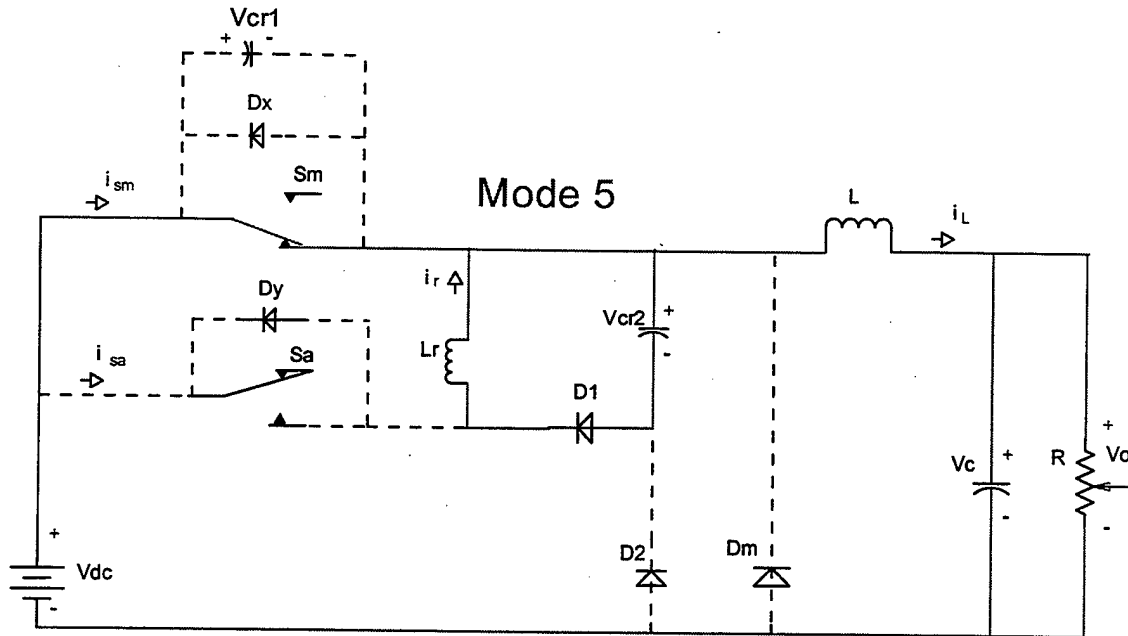 Vcr1
+ -
Dx
i sm
Sm
Mode 5
L
i L
Dy
i r
Vcr2
+
-
i sa
Sa
Lr
D1
Vc
+
-
R
+
Vo
-
D2
Dm
+
Vdc
-